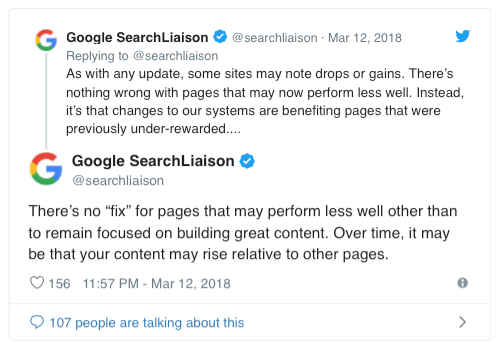 Google SearchLiaison @searchliaison · Mar 12, 2018
Replying to @searchliaison
As with any update, some sites may note drops or gains. There’s
nothing wrong with pages that may now perform less well. Instead,
it’s that changes to our systems are benefiting pages that were
previously under-rewarded....
Google SearchLiaison
@searchliaison
There’s no “fix” for pages that may perform less well other than
to remain focused on building great content. Over time, it may
be that your content may rise relative to other pages.
156 11:57 PM - Mar 12, 2018
107 people are talking about this